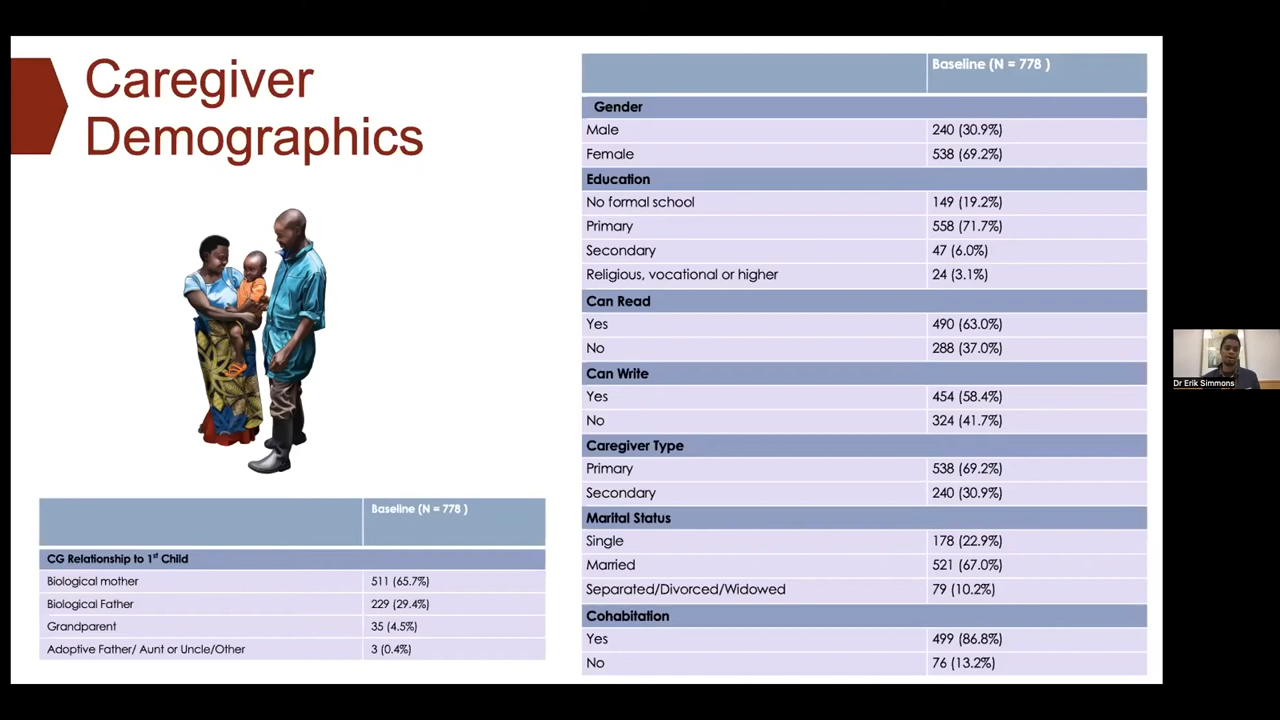 Caregiver
Demographics
Baseline (N = 778 )
CG Relationship to 1st Child
Biological mother 511 (65.7%)
Biological Father 229 (29.4%)
Grandparent 35 (4.5%)
Adoptive Father/ Aunt or Uncle/Other 3 (0.4%)
Baseline (N = 778 )
Gender
Male 240 (30.9%)
Female 538 (69.2%)
Education
No formal school 149 (19.2%)
Primary 558 (71.7%)
Secondary 47 (6.0%)
Religious, vocational or higher 24 (3.1%)
Can Read
Yes 490 (63.0%)
No 288 (37.0%)
Can Write
Yes 454 (58.4%)
No 324 (41.7%)
Caregiver Type
Primary 538 (69.2%)
Secondary 240 (30.9%)
Marital Status
Single 178 (22.9%)
Married 521 (67.0%)
Separated/Divorced/Widowed 79 (10.2%)
Cohabitation
Yes 499 (86.8%)
No 76 (13.2%)
Dr Erik Simmons